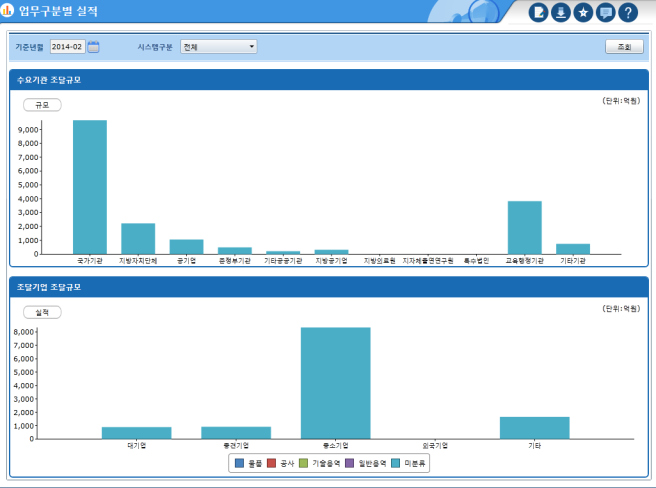 업무구분별 실적
기준년월 2014-02 시스템구분 전체 조회
수요기관 조달규모
규모 (단위:억원)
9,000
8,000
7,000
6,000
5,000
4,000
3,000
2,000
1,000
0
국가기관 지방자치단체 공기업 준정부기관 기타공공기관 지방공기업 지방의료원 지자체출연연구원 특수법인 교육행정기관 기타기관
조달기업 조달규모
실적 (단위:억원)
8,000
7,000
6,000
5,000
4,000
3,000
2,000
1,000
0
대기업 중견기업 중소기업 외국기업 기타
물품 공사 기술용역 일반용역 미분류